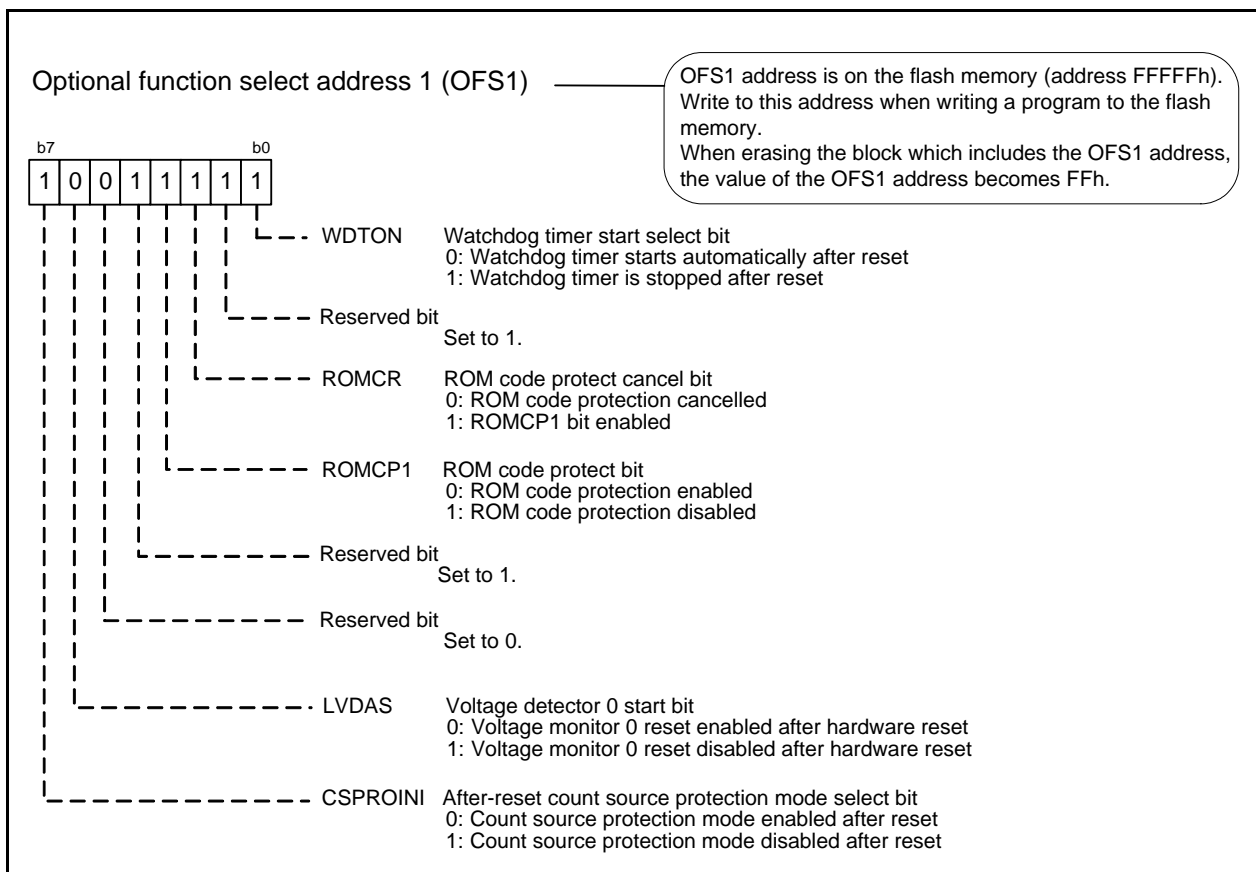 Optional function select address 1 (OFS1)
OFS1 address is on the flash memory (address FFFFFh).
Write to this address when writing a program to the flash
memory.
When erasing the block which includes the OFS1 address,
the value of the OFS1 address becomes FFh.
b7 b0
1 0 0 1 1 1 1 1
WDTON Watchdog timer start select bit
0: Watchdog timer starts automatically after reset
1: Watchdog timer is stopped after reset
Reserved bit
Set to 1.
ROMCR ROM code protect cancel bit
0: ROM code protection cancelled
1: ROMCP1 bit enabled
ROMCP1 ROM code protect bit
0: ROM code protection enabled
1: ROM code protection disabled
Reserved bit
Set to 1.
Reserved bit
Set to 0.
LVDAS Voltage detector 0 start bit
0: Voltage monitor 0 reset enabled after hardware reset
1: Voltage monitor 0 reset disabled after hardware reset
CSPROINI After-reset count source protection mode select bit
0: Count source protection mode enabled after reset
1: Count source protection mode disabled after reset